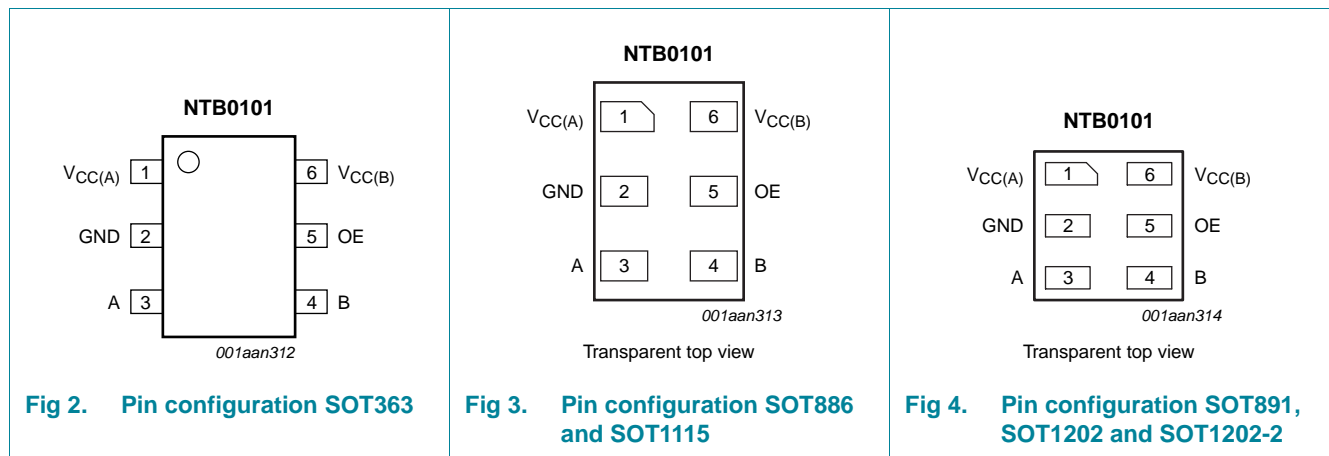 NTB0101
VCC(A) 1 6 VCC(B)
GND 2 5 OE
A 3 4 B
001aan312
Fig 2. Pin configuration SOT363
NTB0101
VCC(A) 1 6 VCC(B)
GND 2 5 OE
A 3 4 B
001aan313
Transparent top view
Fig 3. Pin configuration SOT886
and SOT1115
NTB0101
VCC(A) 1 6 VCC(B)
GND 2 5 OE
A 3 4 B
001aan314
Transparent top view
Fig 4. Pin configuration SOT891,
SOT1202 and SOT1202-2